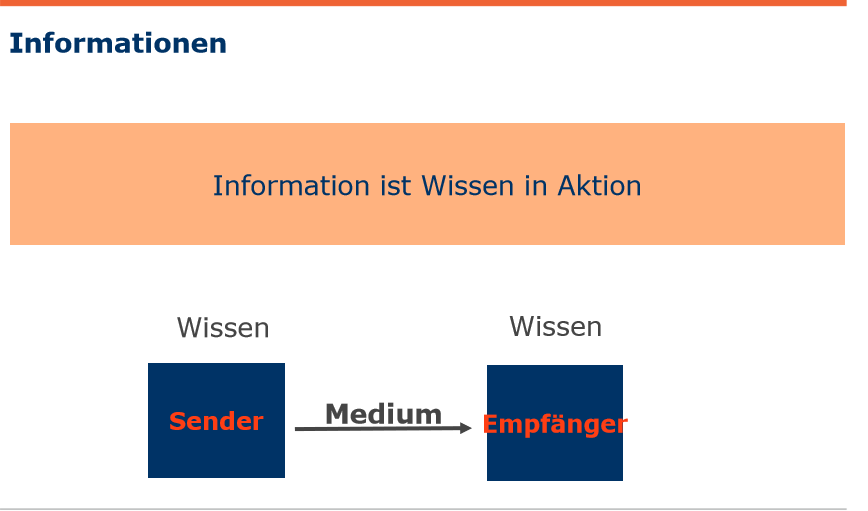 Informationen
Information ist Wissen in Aktion
Wissen
Wissen
Sender
Medium
Empfänger